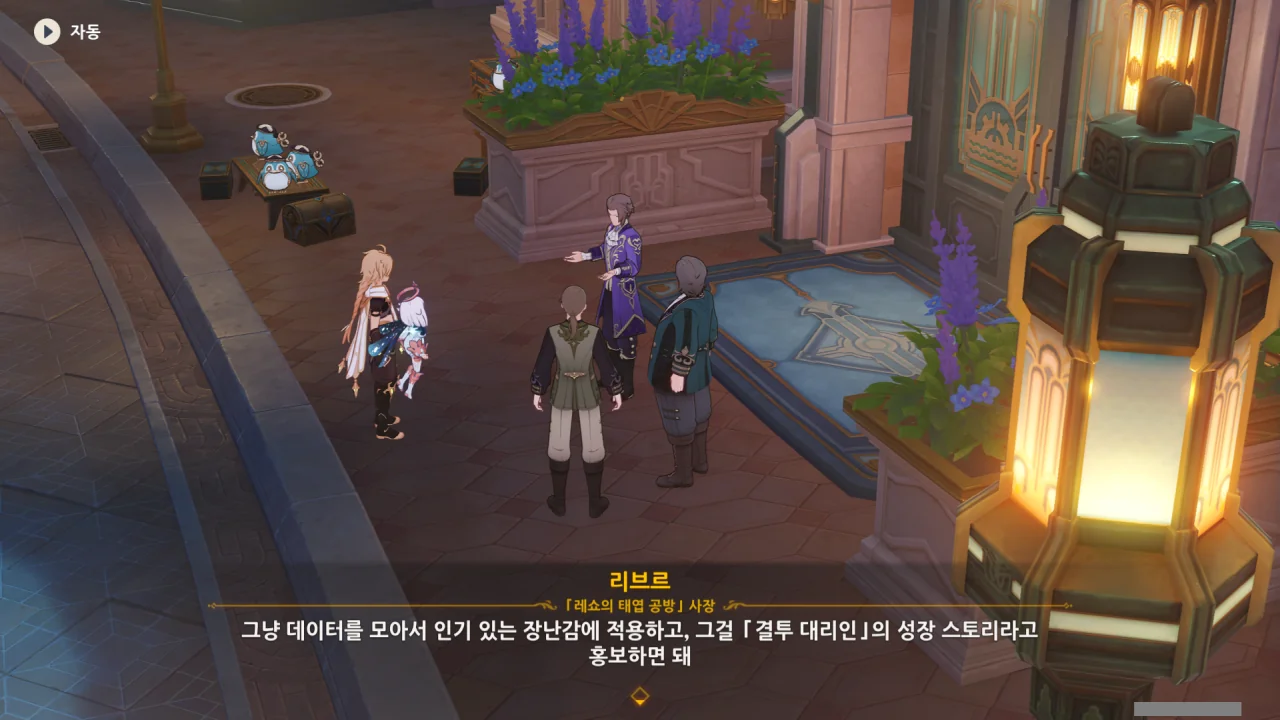 자동
리브르
「레쇼의 태엽 공방」 사장
그냥 데이터를 모아서 인기 있는 장난감에 적용하고, 그걸 「결투 대리인」의 성장 스토리라고
홍보하면 돼